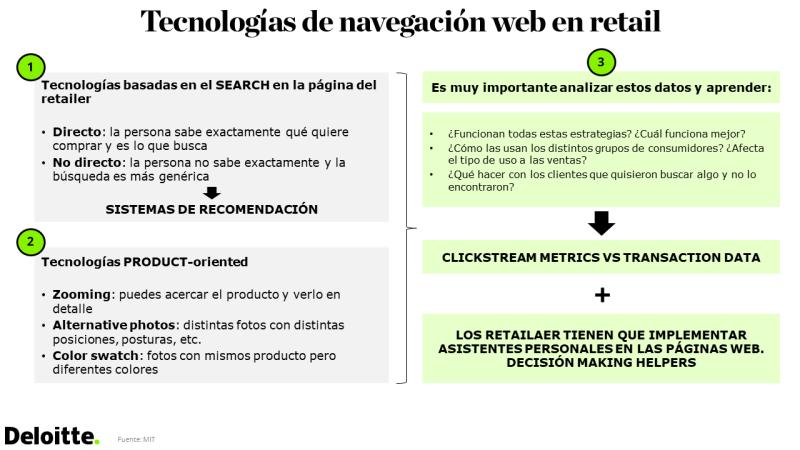 Tecnologías de navegación web en retail
1
Tecnologías basadas en el SEARCH en la página del
retailer
• Directo: la persona sabe exactamente qué quiere
comprar y es lo que busca
• No directo: la persona no sabe exactamente y la
búsqueda es más genérica
SISTEMAS DE RECOMENDACIÓN
2
Tecnologías PRODUCT-oriented
• Zooming: puedes acercar el producto y verlo en
detalle
• Alternative photos: distintas fotos con distintas
posiciones, posturas, etc.
• Color swatch: fotos con mismos producto pero
diferentes colores
3
Es muy importante analizar estos datos y aprender:
• ¿Funcionan todas estas estrategias? ¿Cuál funciona mejor?
• ¿Cómo las usan los distintos grupos de consumidores? ¿Afecta
el tipo de uso a las ventas?
• ¿Qué hacer con los clientes que quisieron buscar algo y no lo
encontraron?
CLICKSTREAM METRICS VS TRANSACTION DATA
+
LOS RETAILAER TIENEN QUE IMPLEMENTAR
ASISTENTES PERSONALES EN LAS PÁGINAS WEB.
DECISIÓN MAKING HELPERS
Deloitte.
Fuente: MIT